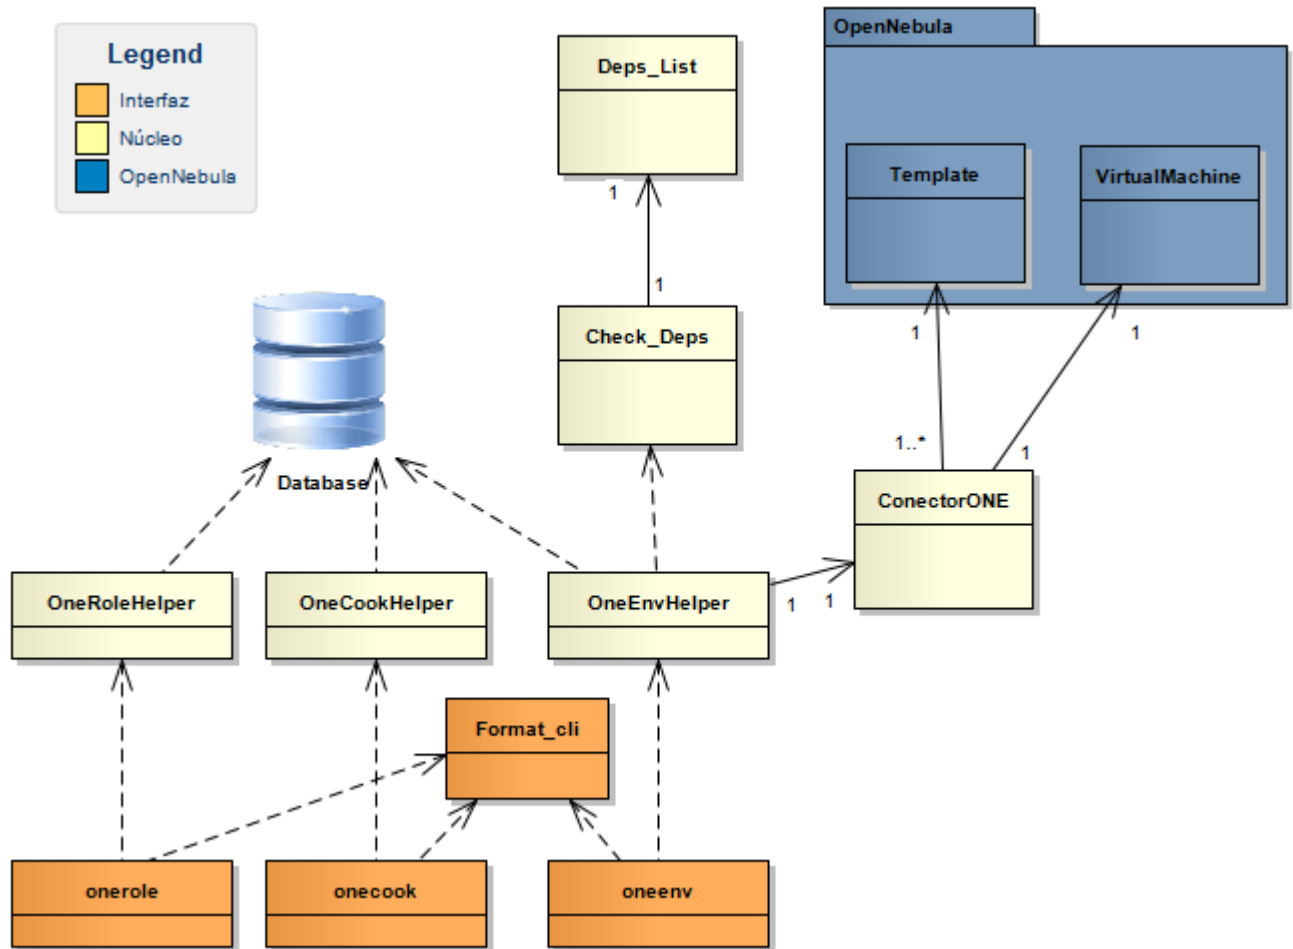 Legend
Interfaz
Núcleo
OpenNebula
Deps_List
1
1
Check_Deps
OpenNebula
Template
VirtualMachine
1
1
1..*
1
ConectorONE
Database
OneRoleHelper
OneCookHelper
OneEnvHelper
1
1
Format_cli
onerole
onecook
oneenv